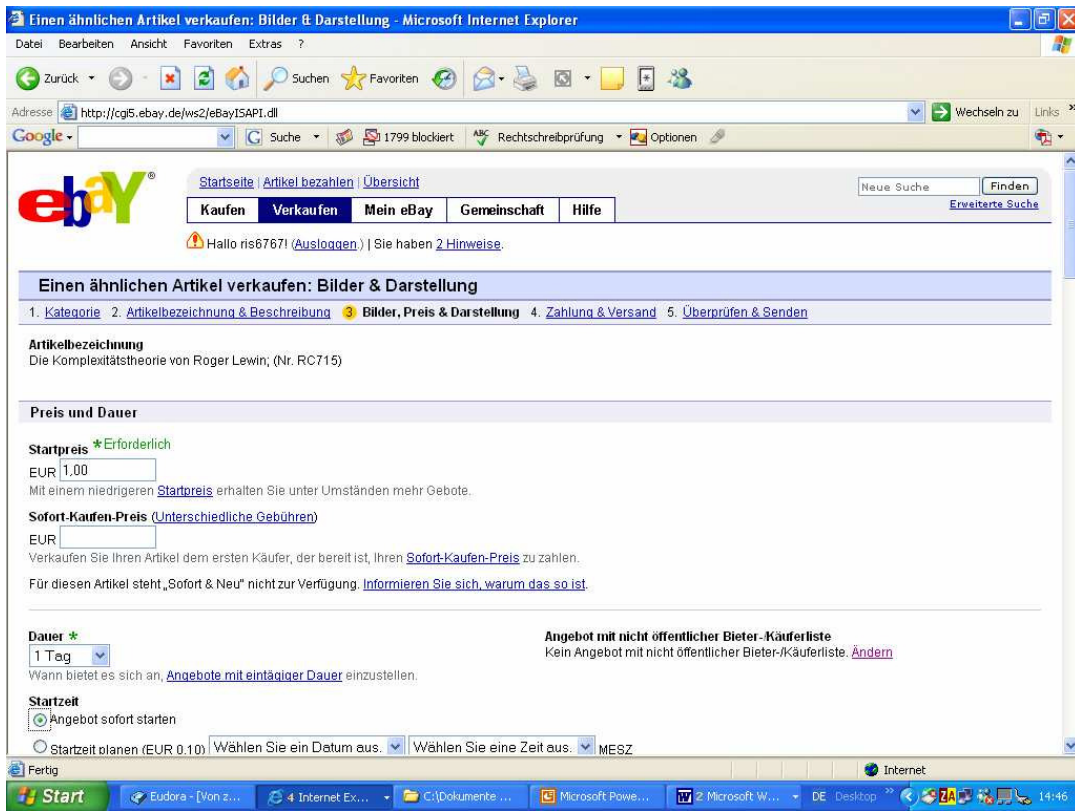 Einen ähnlichen Artikel verkaufen: Bilder & Darstellung - Microsoft Internet Explorer
Datei Bearbeiten Ansicht Favoriten Extras ?
Zurück Suchen Favoriten
Adresse http://cgi5.ebay.de/ws2/eBayISAPI.dll Wechseln zu Links »
Google Suche 1799 blockiert ABC Rechtschreibprüfung Optionen
ebaY®
Startseite | Artikel bezahlen | Übersicht
Neue Suche Finden
Kaufen Verkaufen Mein eBay Gemeinschaft Hilfe
Erweiterte Suche
Hallo ris6767! (Ausloggen.) | Sie haben 2 Hinweise.
Einen ähnlichen Artikel verkaufen: Bilder & Darstellung
1. Kategorie 2. Artikelbezeichnung & Beschreibung 3 Bilder, Preis & Darstellung 4. Zahlung & Versand 5. Überprüfen & Senden
Artikelbezeichnung
Die Komplexitätstheorie von Roger Lewin; (Nr. RC715)
Preis und Dauer
Startpreis * Erforderlich
EUR 1,00
Mit einem niedrigeren Startpreis erhalten Sie unter Umständen mehr Gebote.
Sofort-Kaufen-Preis (Unterschiedliche Gebühren)
EUR
Verkaufen Sie Ihren Artikel dem ersten Käufer, der bereit ist, Ihren Sofort-Kaufen-Preis zu zahlen.
Für diesen Artikel steht „Sofort & Neu" nicht zur Verfügung. Informieren Sie sich, warum das so ist.
Dauer *
Angebot mit nicht öffentlicher Bieter-/Käuferliste
1 Tag
Kein Angebot mit nicht öffentlicher Bieter-/Käuferliste. Ändern
Wann bietet es sich an, Angebote mit eintägiger Dauer einzustellen.
Startzeit
Angebot sofort starten
Startzeit planen (EUR 0.10) Wählen Sie ein Datum aus. Wählen Sie eine Zeit aus. MESZ
Fertig Internet
Start Eudora - [Von z... 4 Internet Ex... C:\Dokumente ... Microsoft Powe... 2 Microsoft W... DE Desktop » 14:46